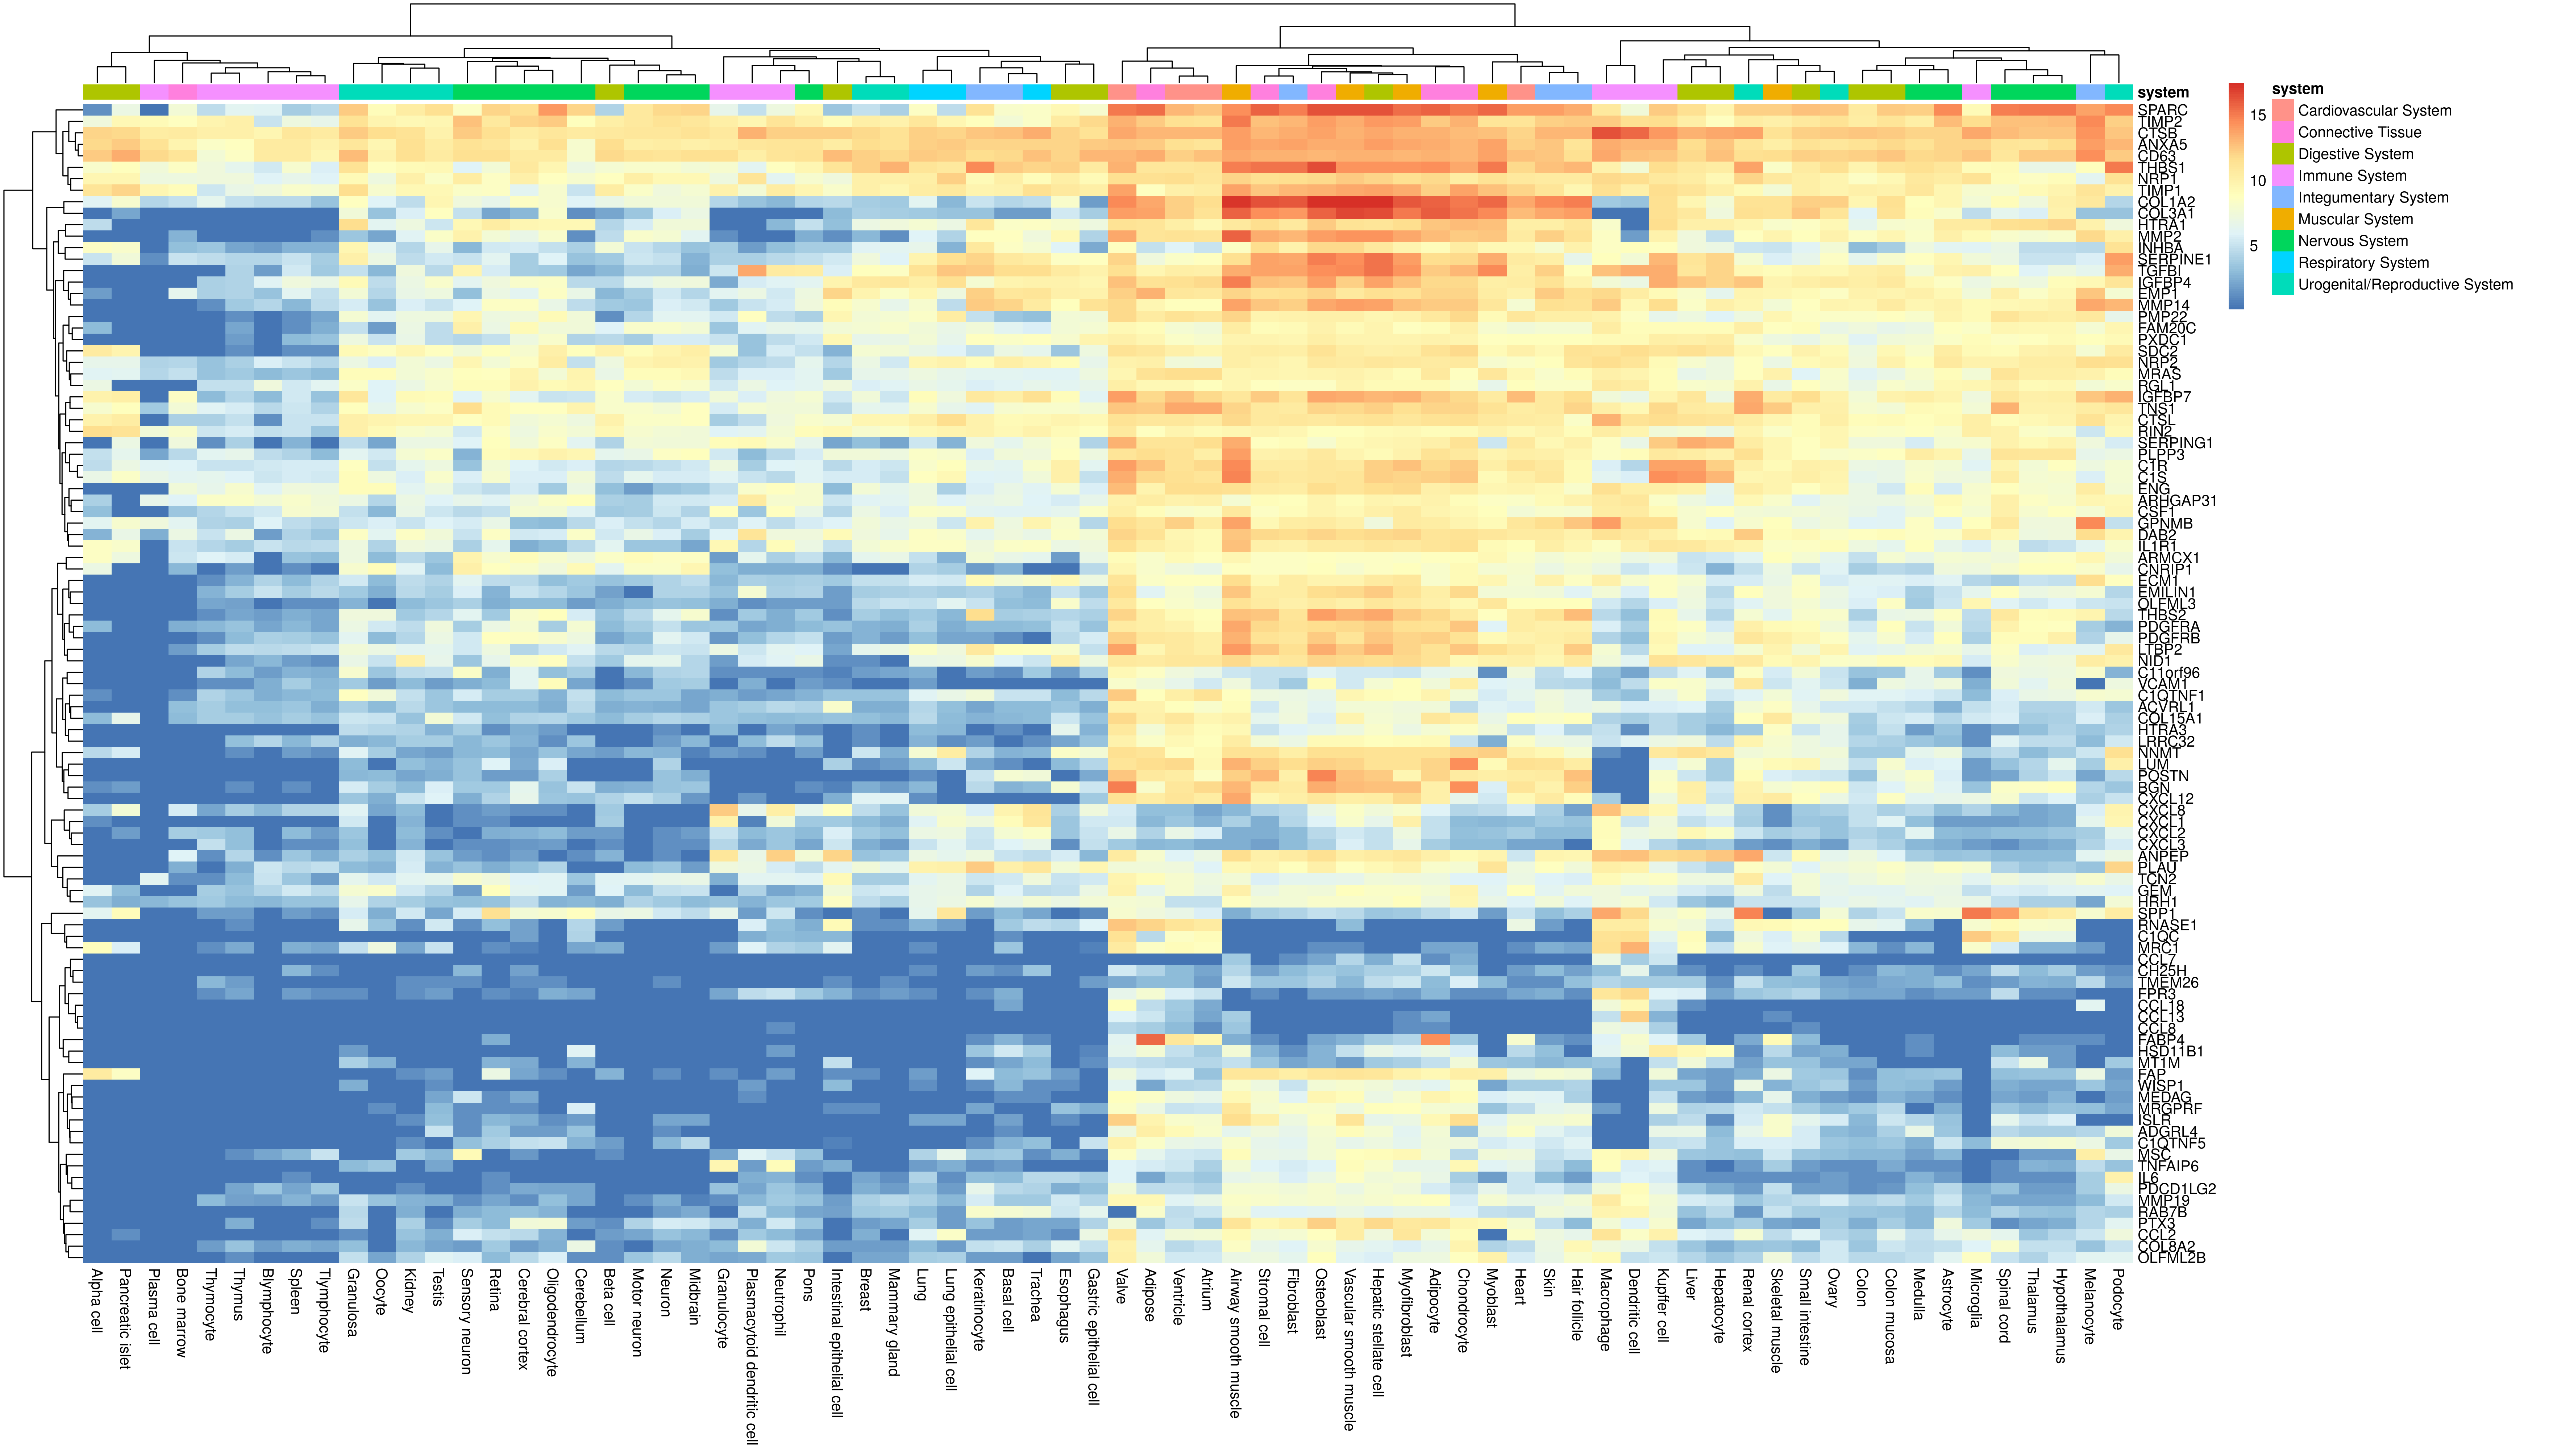 system
SPARC
TIMP2
CTSB
ANXA5
CD63
THBS1
NRP1
TIMP1
COL1A2
COL3A1
HTRA1
MMP2
INHBA
SERPINE1
TGFBI
IGFBP4
EMP1
MMP14
PMP22
FAM20C
PXDC1
SDC2
NRP2
MRAS
RGL1
IGFBP7
TNS1
CTSL
RIN2
SERPING1
PLPP3
C1R
C1S
ENG
ARHGAP31
CSF1
GPNMB
DAB2
IL1R1
ARMCX1
CNRIP1
ECM1
EMILIN1
OLFML3
THBS2
PDGFRA
PDGFRB
LTBP2
NID1
C11orf96
VCAM1
C1QTNF1
ACVRL1
COL15A1
HTRA3
LRRC32
NNMT
LUM
POSTN
BGN
CXCL12
CXCL8
CXCL1
CXCL2
CXCL3
ANPEP
PLAU
TCN2
GEM
HRH1
SPP1
RNASE1
C1QC
MRC1
CCL7
CH25H
TMEM26
FPR3
CCL18
CCL13
CCL8
FABP4
HSD11B1
MT1M
FAP
WISP1
MEDAG
MRGPRF
ISLR
ADGRL4
C1QTNF5
MSC
TNFAIP6
IL6
PDCD1LG2
MMP19
RAB7B
PTX3
CCL2
COL8A2
OLFML2B
Alpha cell
Pancreatic islet
Plasma cell
Bone marrow
Thymocyte
Thymus
Blymphocyte
Spleen
Tlymphocyte
Granulosa
Oocyte
Kidney
Testis
Sensory neuron
Retina
Cerebral cortex
Oligodendrocyte
Cerebellum
Beta cell
Motor neuron
Neuron
Midbrain
Granulocyte
Plasmacytoid dendritic cell
Neutrophil
Pons
Intestinal epithelial cell
Breast
Mammary gland
Lung
Lung epithelial cell
Keratinocyte
Basal cell
Trachea
Esophagus
Gastric epithelial cell
Valve
Adipose
Ventricle
Atrium
Airway smooth muscle
Stromal cell
Fibroblast
Osteoblast
Vascular smooth muscle
Hepatic stellate cell
Myofibroblast
Adipocyte
Chondrocyte
Myoblast
Heart
Skin
Hair follicle
Macrophage
Dendritic cell
Kupffer cell
Liver
Hepatocyte
Renal cortex
Skeletal muscle
Small intestine
Ovary
Colon
Colon mucosa
Medulla
Astrocyte
Microglia
Spinal cord
Thalamus
Hypothalamus
Melanocyte
Podocyte
15
10
5
system
Cardiovascular System
Connective Tissue
Digestive System
Immune System
Integumentary System
Muscular System
Nervous System
Respiratory System
Urogenital/Reproductive System